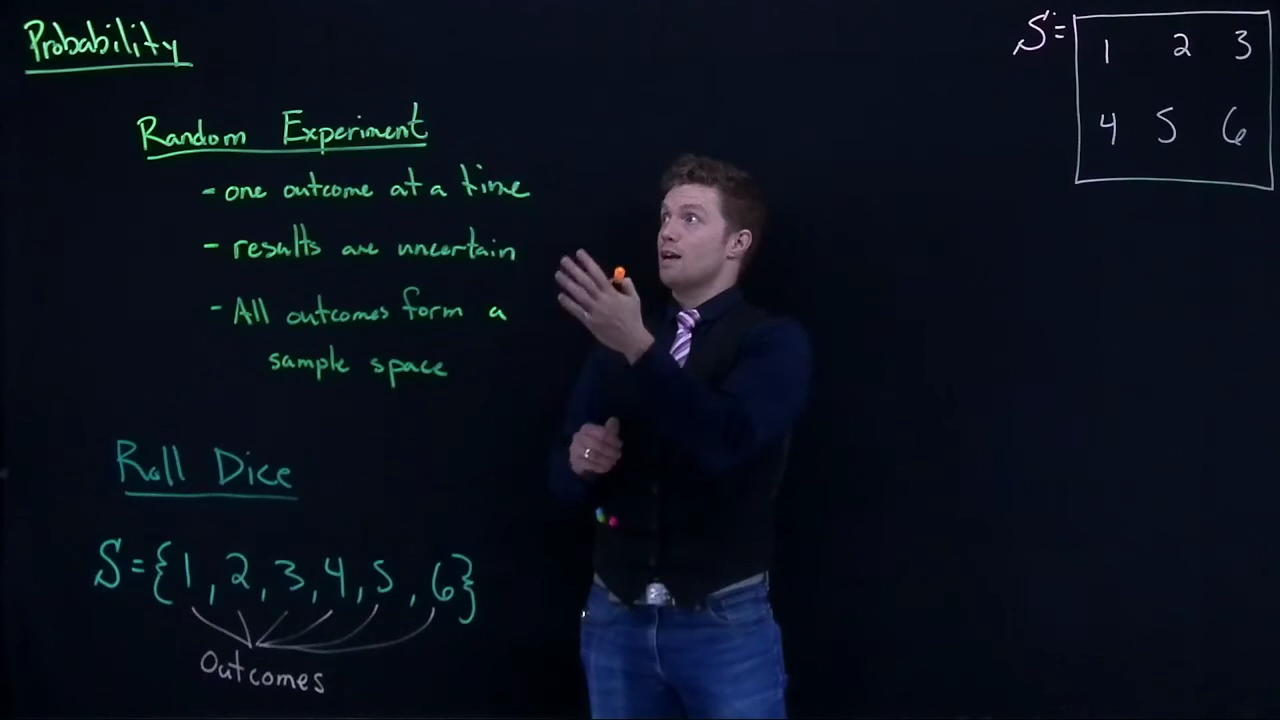 Probability
Random Experiment
- one outcome at a time
- results are uncertain
- All outcomes form a
sample space
Roll Dice
S={1,2,3,4,5,6}
Outcomes
S=
1 2 3
4 5 6